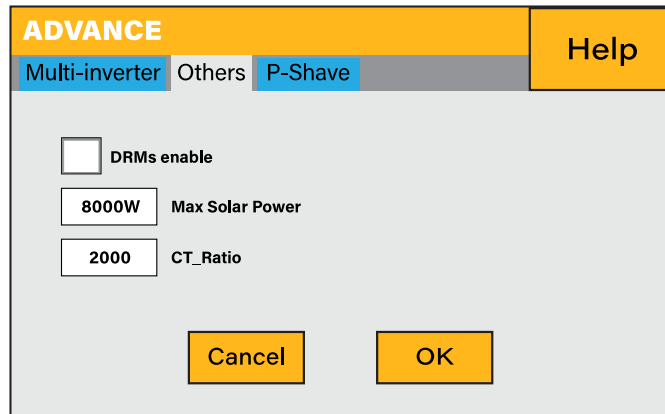 ADVANCE
Help
Multi-inverter Others P-Shave
DRMs enable
8000W Max Solar Power
2000 CT_Ratio
Cancel OK